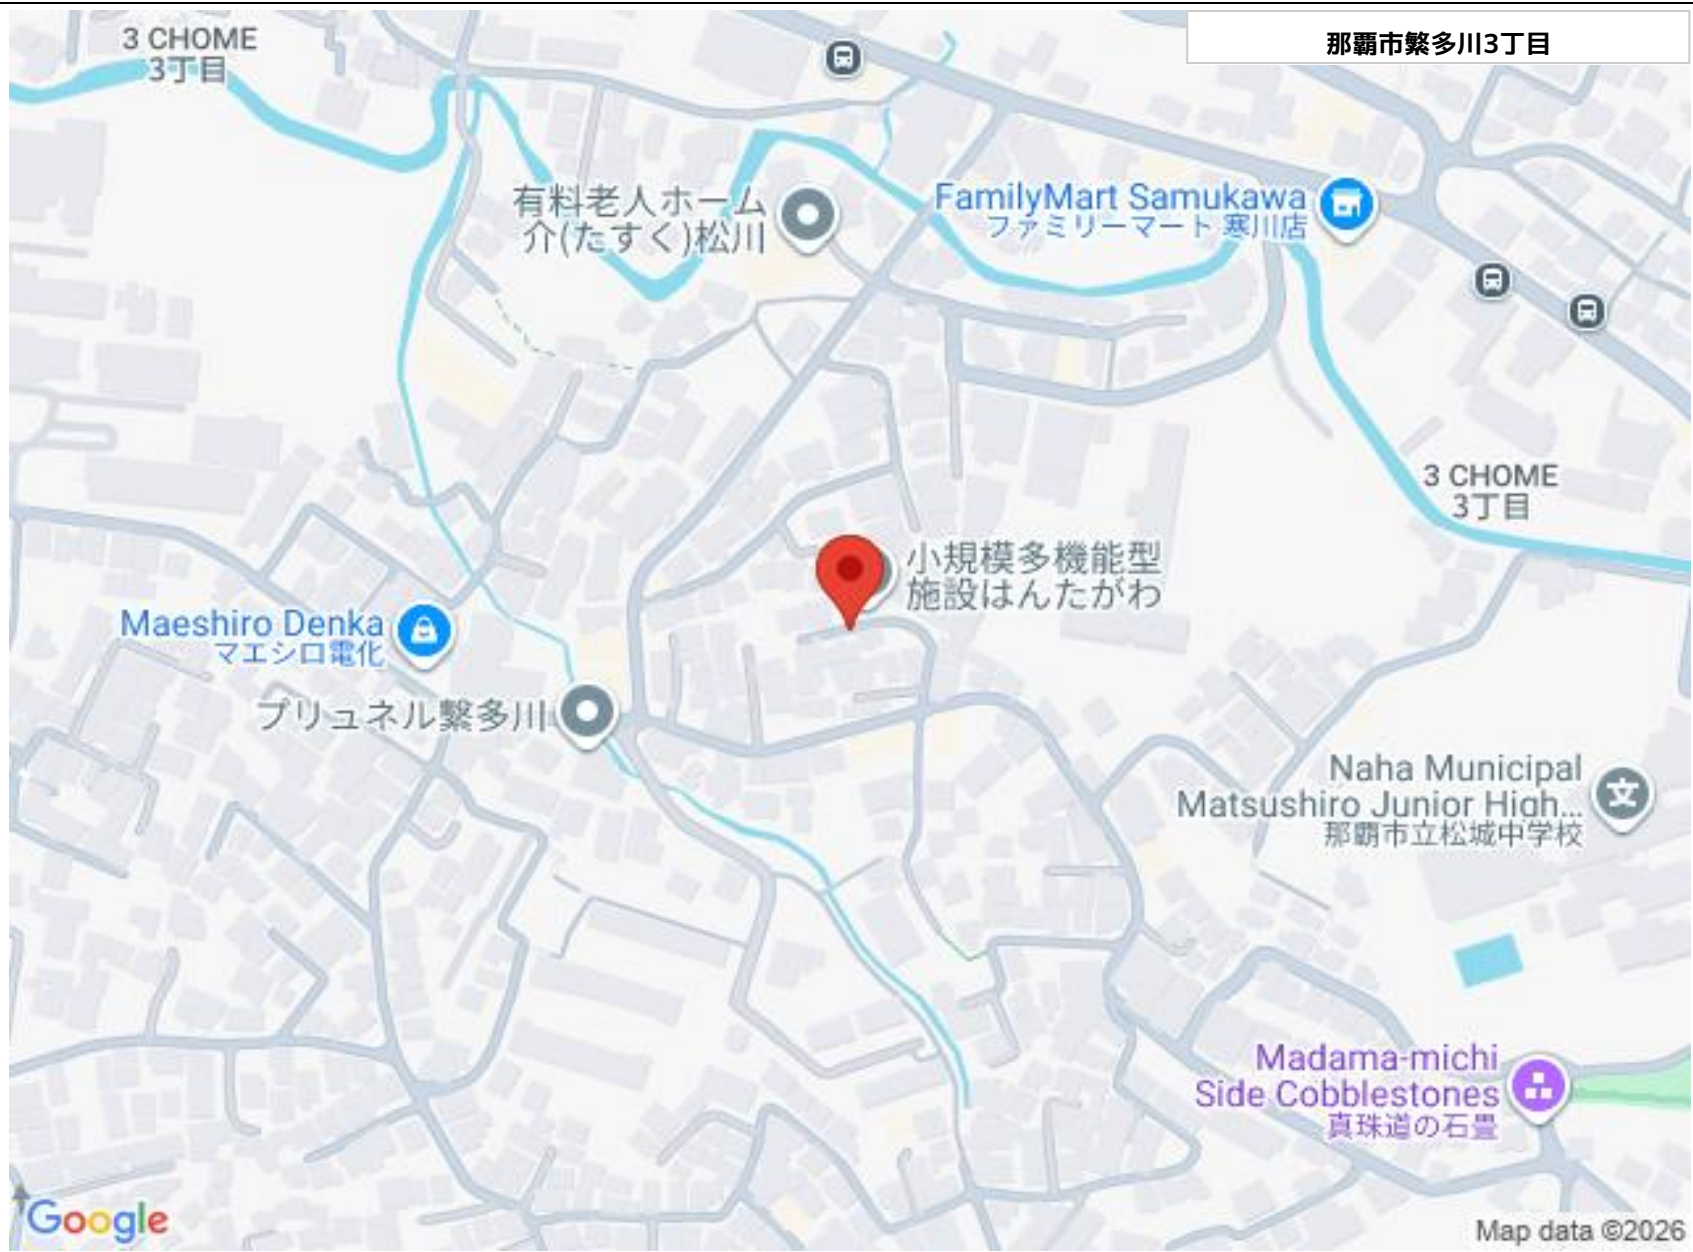 3 CHOME
3丁目
那覇市繁多川3丁目
有料老人ホーム
介(たすく)松川
FamilyMart Samukawa
ファミリーマート 寒川店
3 CHOME
3丁目
小規模多機能型
施設はんたがわ
Maeshiro Denka
マエシロ電化
プリュネル繁多川
Naha Municipal
Matsushiro Junior High...
那覇市立松城中学校
Madama-michi
Side Cobblestones
真珠道の石畳
Google
Map data ©2026